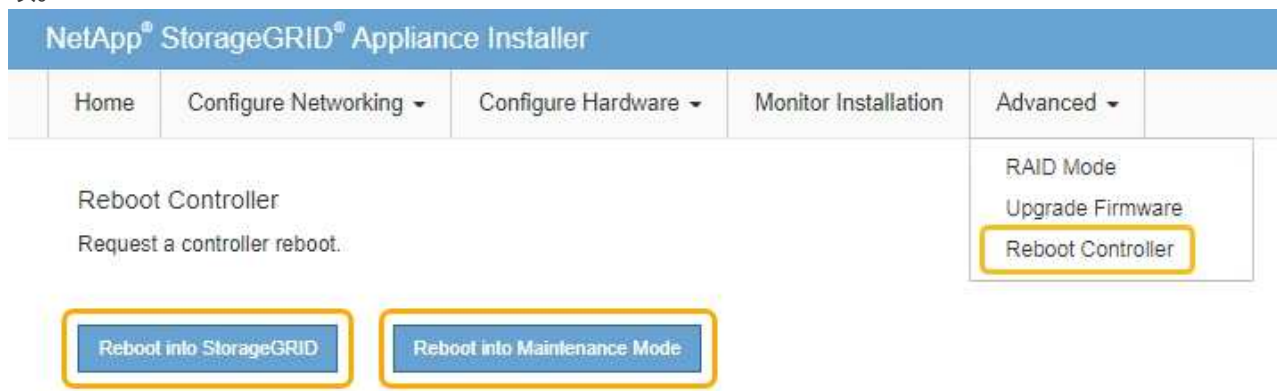 NetApp® StorageGRID® Appliance Installer
Home Configure Networking Configure Hardware Monitor Installation Advanced
RAID Mode
Upgrade Firmware
Reboot Controller
Reboot Controller
Request a controller reboot.
Reboot into StorageGRID Reboot into Maintenance Mode